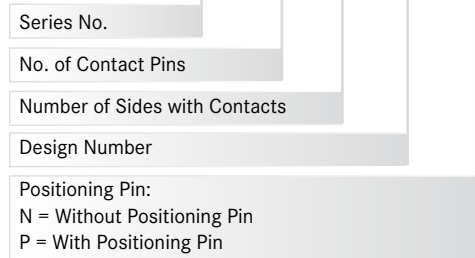 Series No.
No. of Contact Pins
Number of Sides with Contacts
Design Number
Positioning Pin:
N = Without Positioning Pin
P = With Positioning Pin